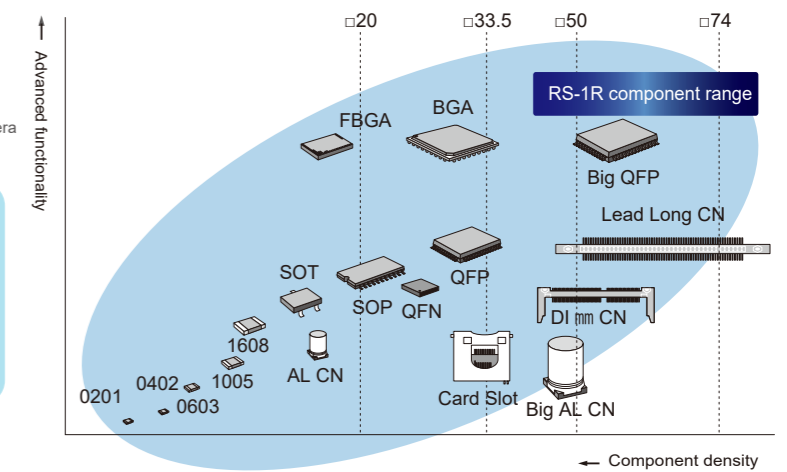 □20
□33.5
□50
□74
Advanced functionality
RS-1R component range
era
FBGA
BGA
Big QFP
Lead Long CN
SOT
QFP
SOP
QFN
DI ㎜ CN
1608
AL CN
0402
1005
0201
0603
Card Slot
Big AL CN
Component density